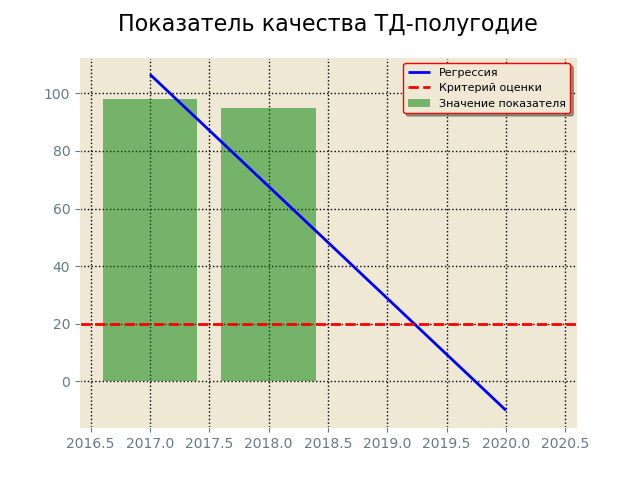 Показатель качества ТД-полугодие
Регрессия
Критерий оценки
Значение показателя
100
80
60
40
20
0
2016.5 2017.0 2017.5 2018.0 2018.5 2019.0 2019.5 2020.0 2020.5